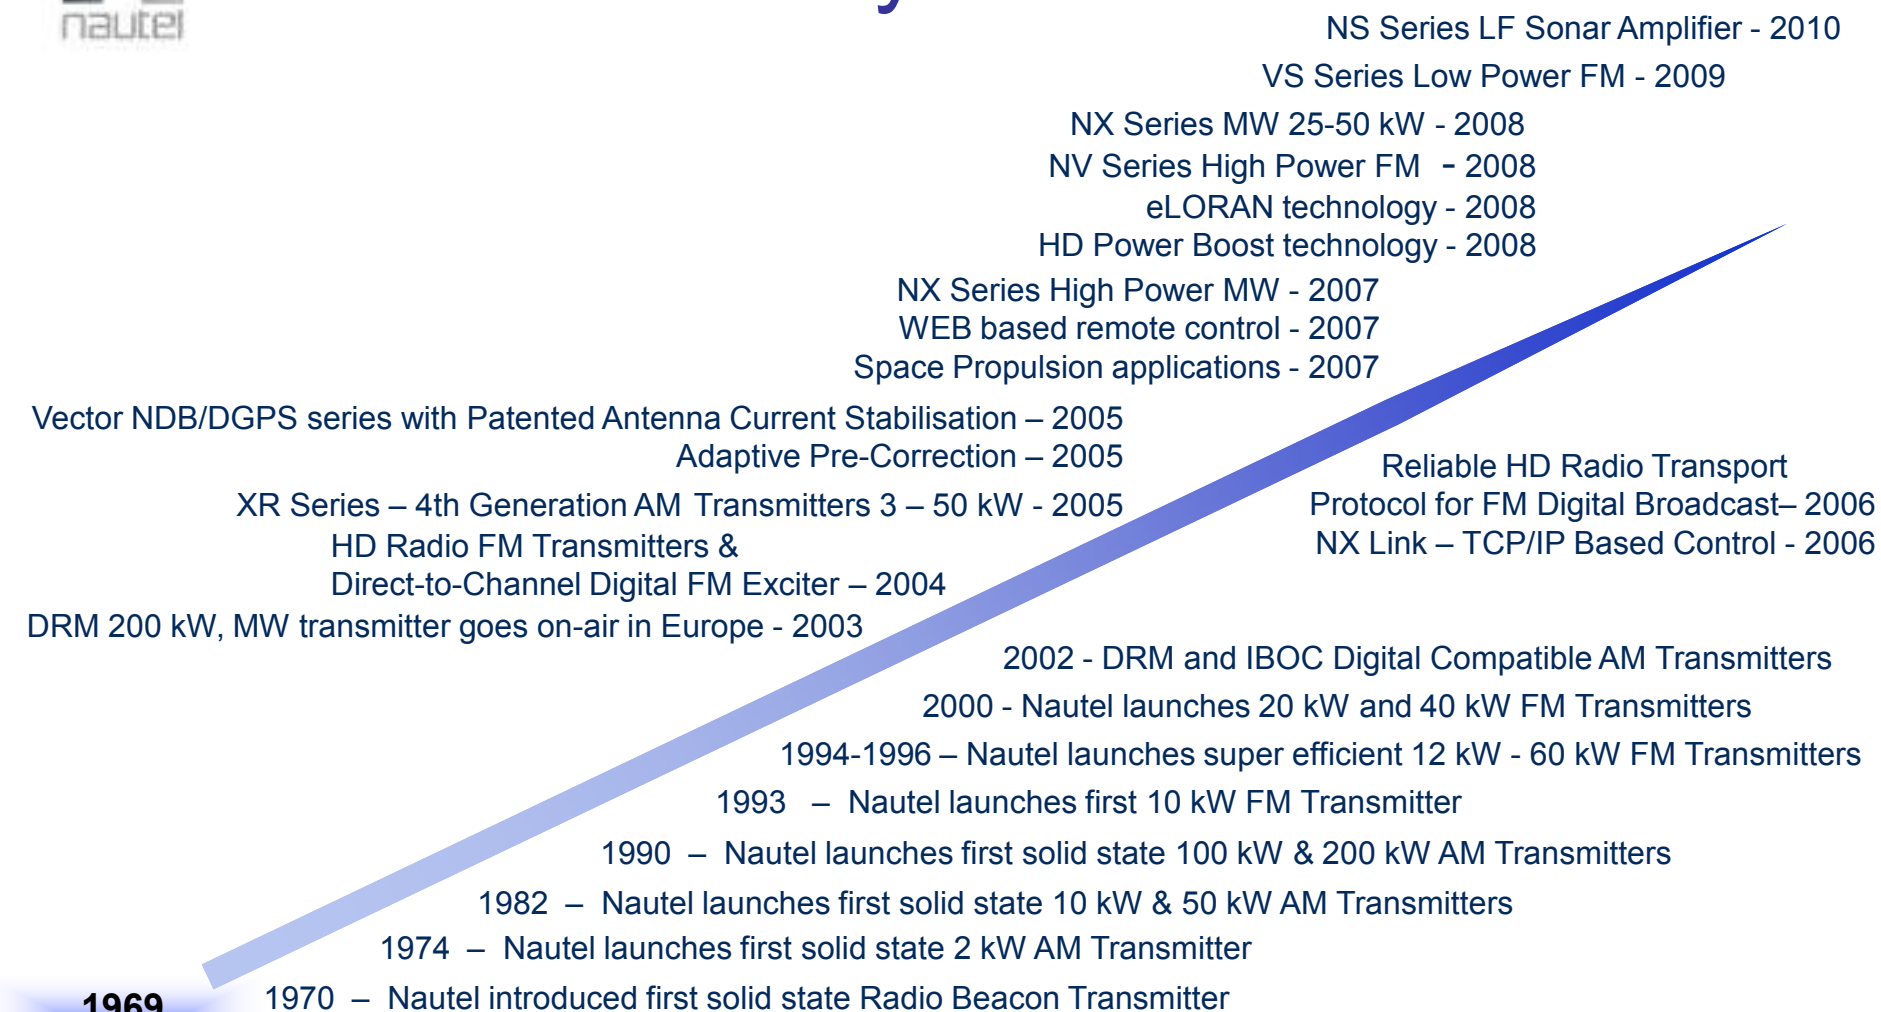 nautel
NS Series LF Sonar Amplifier - 2010
VS Series Low Power FM - 2009
NX Series MW 25-50 kW - 2008
NV Series High Power FM - 2008
eLORAN technology - 2008
HD Power Boost technology - 2008
NX Series High Power MW - 2007
WEB based remote control - 2007
Space Propulsion applications - 2007
Vector NDB/DGPS series with Patented Antenna Current Stabilisation – 2005
Adaptive Pre-Correction – 2005
XR Series – 4th Generation AM Transmitters 3 – 50 kW - 2005
HD Radio FM Transmitters &
Direct-to-Channel Digital FM Exciter – 2004
DRM 200 kW, MW transmitter goes on-air in Europe - 2003
Reliable HD Radio Transport
Protocol for FM Digital Broadcast– 2006
NX Link – TCP/IP Based Control - 2006
2002 - DRM and IBOC Digital Compatible AM Transmitters
2000 - Nautel launches 20 kW and 40 kW FM Transmitters
1994-1996 – Nautel launches super efficient 12 kW - 60 kW FM Transmitters
1993 – Nautel launches first 10 kW FM Transmitter
1990 – Nautel launches first solid state 100 kW & 200 kW AM Transmitters
1982 – Nautel launches first solid state 10 kW & 50 kW AM Transmitters
1974 – Nautel launches first solid state 2 kW AM Transmitter
1970 – Nautel introduced first solid state Radio Beacon Transmitter
1969